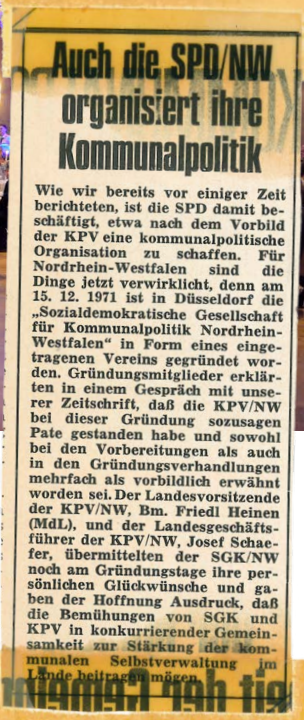 Auch die SPD/NW
organisiert ihre
Kommunalpolitik
Wie wir bereits vor einiger Zeit
berichteten, ist die SPD damit be-
schäftigt, etwa nach dem Vorbild
der KPV eine kommunalpolitische
Organisation zu schaffen. Für
Nordrhein-Westfalen sind die
Dinge jetzt verwirklicht, denn am
15. 12. 1971 ist in Düsseldorf die
„Sozialdemokratische Gesellschaft
für Kommunalpolitik Nordrhein-
Westfalen“ in Form eines einge-
tragenen Vereins gegründet wor-
den. Gründungsmitglieder erklär-
ten in einem Gespräch mit unse-
rer Zeitschrift, daß die KPV/NW
bei dieser Gründung sozusagen
Pate gestanden habe und sowohl
bei den Vorbereitungen als auch
in den Gründungsverhandlungen
mehrfach als vorbildlich erwähnt
worden sei. Der Landesvorsitzende
der KPV/NW, Bm. Friedl Heinen
(MdL), und der Landesgeschäfts-
führer der KPV/NW, Josef Schae-
fer, übermittelten der SGK/NW
noch am Gründungstage ihre per-
sönlichen Glückwünsche und ga-
ben der Hoffnung Ausdruck, daß
die Bemühungen von SGK und
KPV in konkurrierender Gemein-
samkeit zur Stärkung der kom-
munalen Selbstverwaltung im
Lande beitragen mögen.